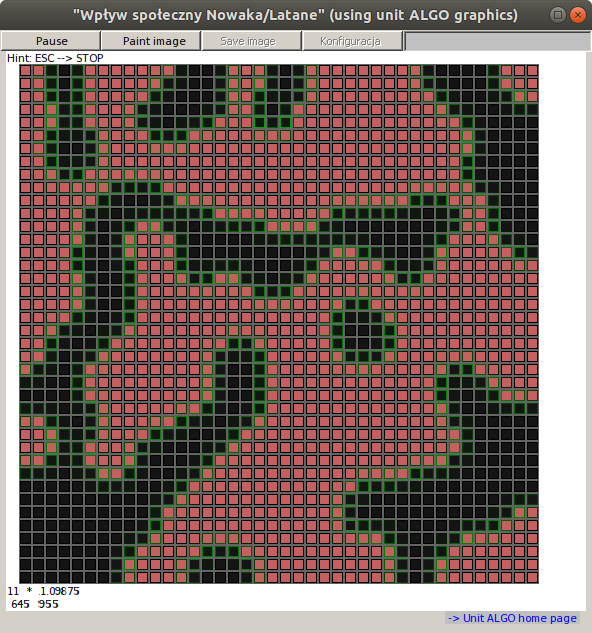 "Wpływ społeczny Nowaka/Latane" (using unit ALGO graphics)
Pause Paint image Save image Konfiguracja
Hint: ESC --> STOP
11 * 1.09875
645 955
-> Unit ALGO home page